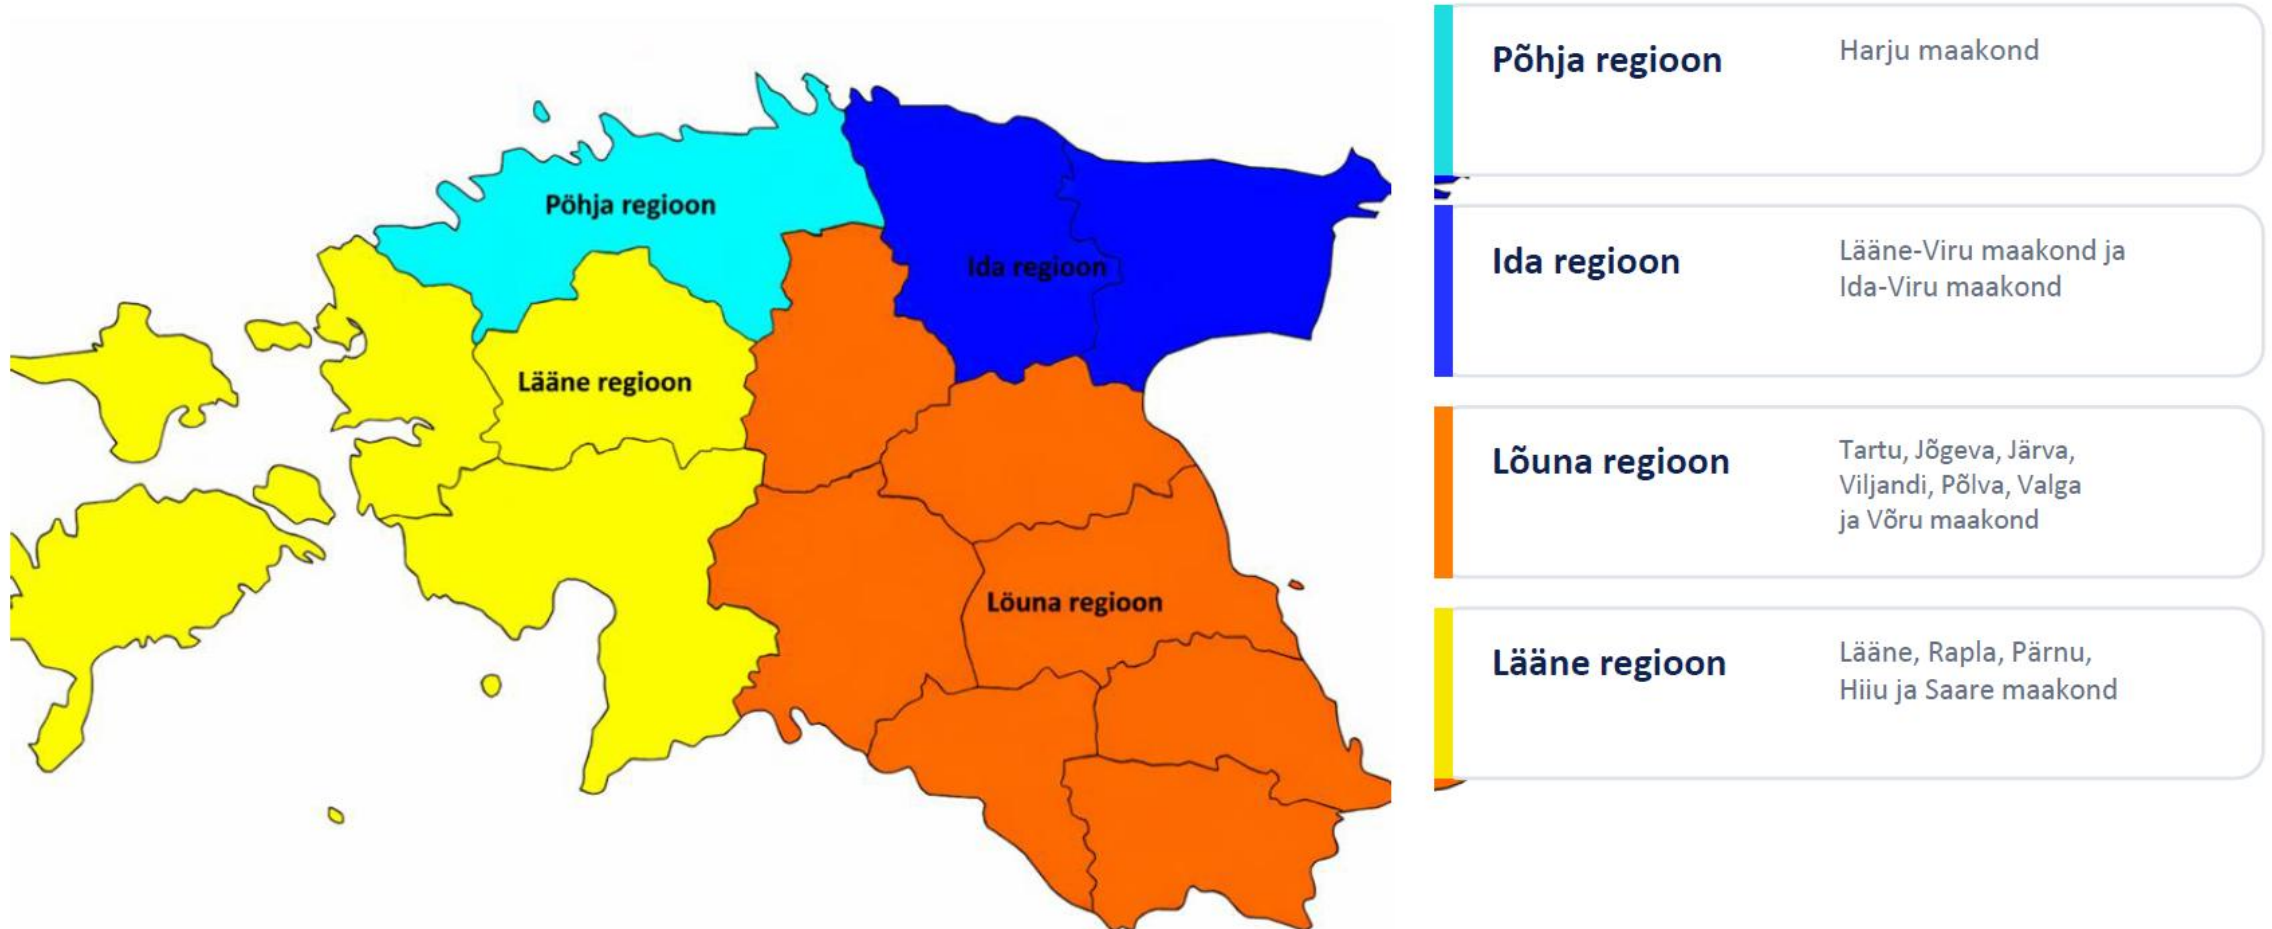 Pöhja regioon
Ida regioon
Lääne regioon
Löuna regioon
Põhja regioon
Harju maakond
Ida regioon
Lääne-Viru maakond ja
Ida-Viru maakond
Lõuna regioon
Tartu, Jõgeva, Järva,
Viljandi, Põlva, Valga
ja Võru maakond
Lääne regioon
Lääne, Rapla, Pärnu,
Hiiu ja Saare maakond